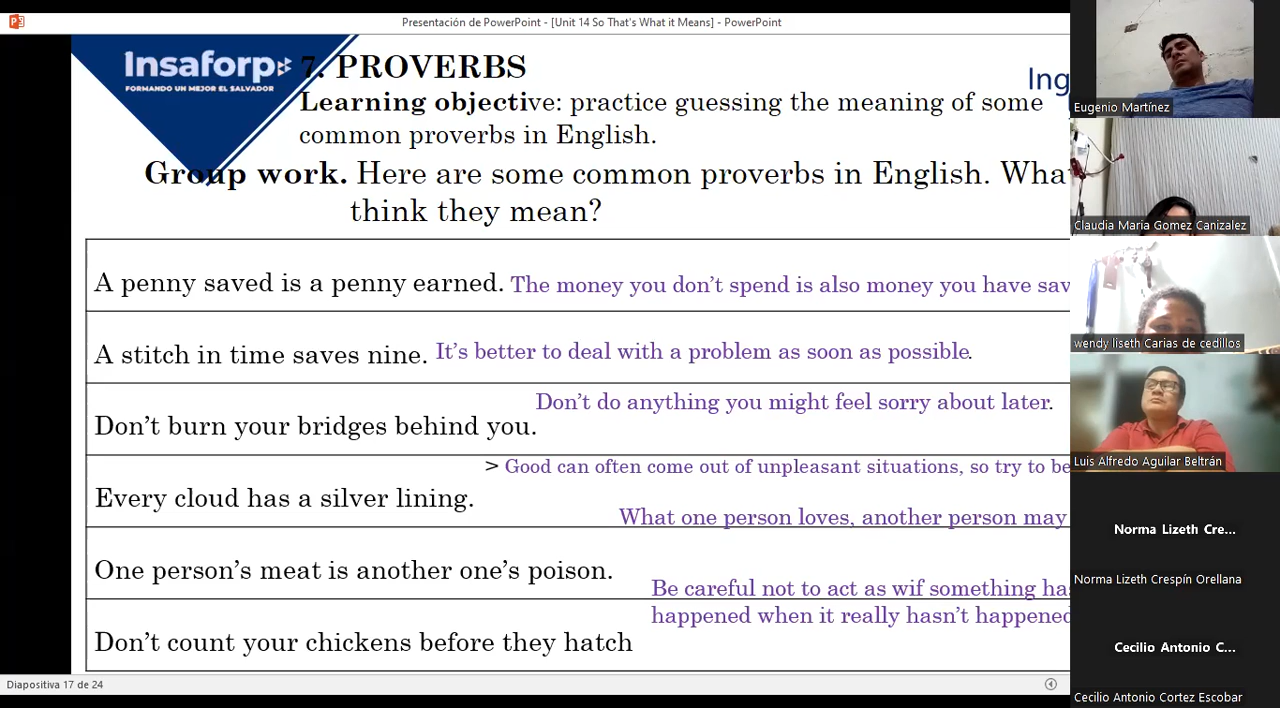 Presentación de PowerPoint - [Unit 14 So That's What it Means] - PowerPoint
Insaforp
FORMANDO UN MEJOR EL SALVADOR
7. PROVERBS
Ing
Learning objective: practice guessing the meaning of some
common proverbs in English.
Group work. Here are some common proverbs in English. Wha
think they mean?
A penny saved is a penny earned. The money you don't spend is also money you have sav
A stitch in time saves nine. It's better to deal with a problem as soon as possible.
Don't do anything you might feel sorry about later.
Don't burn your bridges behind you.
> Good can often come out of unpleasant situations, so try to be
Every cloud has a silver lining.
What one person loves, another person may
One person's meat is another one's poison.
Be careful not to act as wif something has
happened when it really hasn't happened
Don't count your chickens before they hatch
Diapositiva 17 de 24
Eugenio Martínez
Claudia Maria Gomez Canizalez
wendy liseth Carias de cedillos
Luis Alfredo Aguilar Beltrán
Norma Lizeth Cre...
Norma Lizeth Crespín Orellana
Cecilio Antonio C...
Cecilio Antonio Cortez Escobar